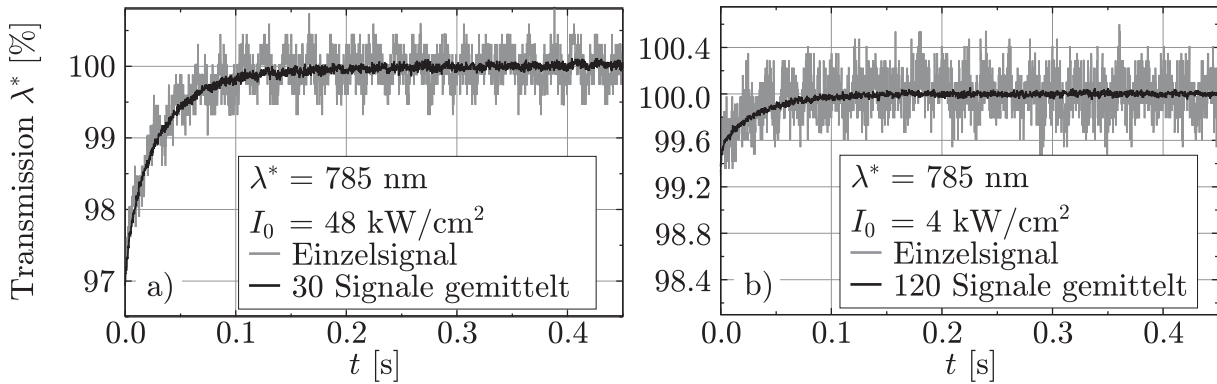 Transmission λ* [%]
100
99
98
97
0.0 0.1 0.2 0.3 0.4
t [s]
a)
λ* = 785 nm
I₀ = 48 kW/cm²
Einzelsignal
30 Signale gemittelt
100.4
100.0
99.6
99.2
98.8
98.4
0.0 0.1 0.2 0.3 0.4
t [s]
b)
λ* = 785 nm
I₀ = 4 kW/cm²
Einzelsignal
120 Signale gemittelt